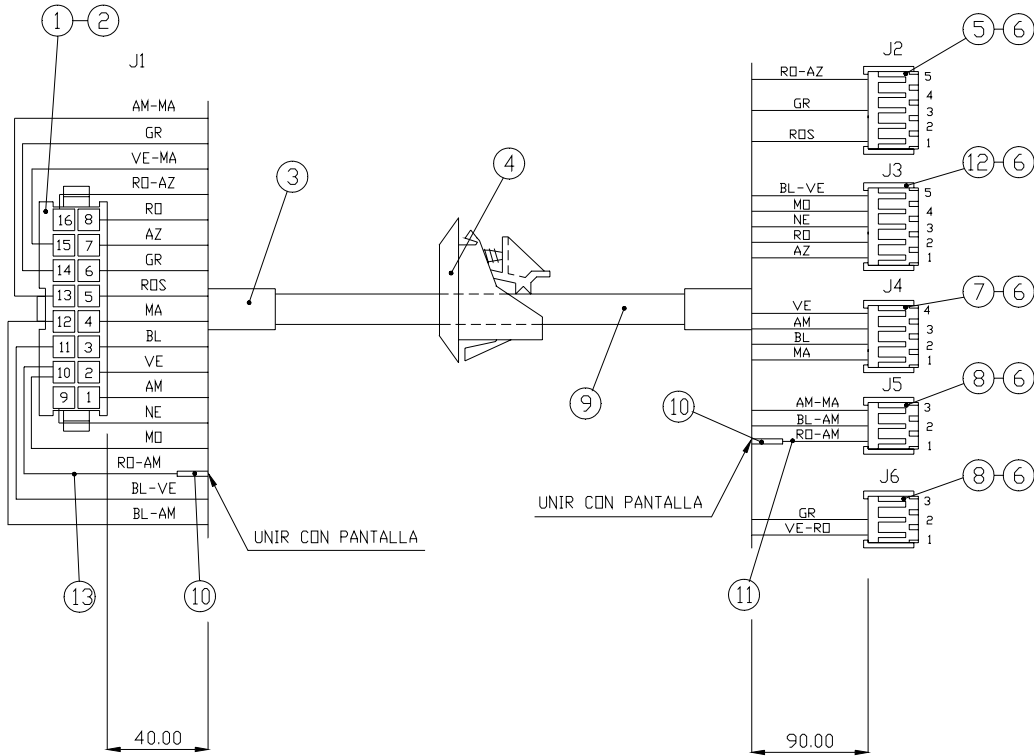 1 2
J1
AM-MA
GR
VE-MA
RO-AZ
RO
AZ
GR
ROS
MA
BL
VE
AM
NE
MO
RO-AM
BL-VE
BL-AM
16 8
15 7
14 6
13 5
12 4
11 3
10 2
9 1
3
4
9
13
10
UNIR CON PANTALLA
40.00
5 6
J2
RO-AZ
GR
ROS
5
4
3
2
1
12 6
J3
BL-VE
MO
NE
RO
AZ
5
4
3
2
1
7 6
J4
VE
AM
BL
MA
4
3
2
1
8 6
J5
AM-MA
BL-AM
RO-AM
3
2
1
10
UNIR CON PANTALLA
11
8 6
J6
GR
VE-RO
3
2
1
90.00